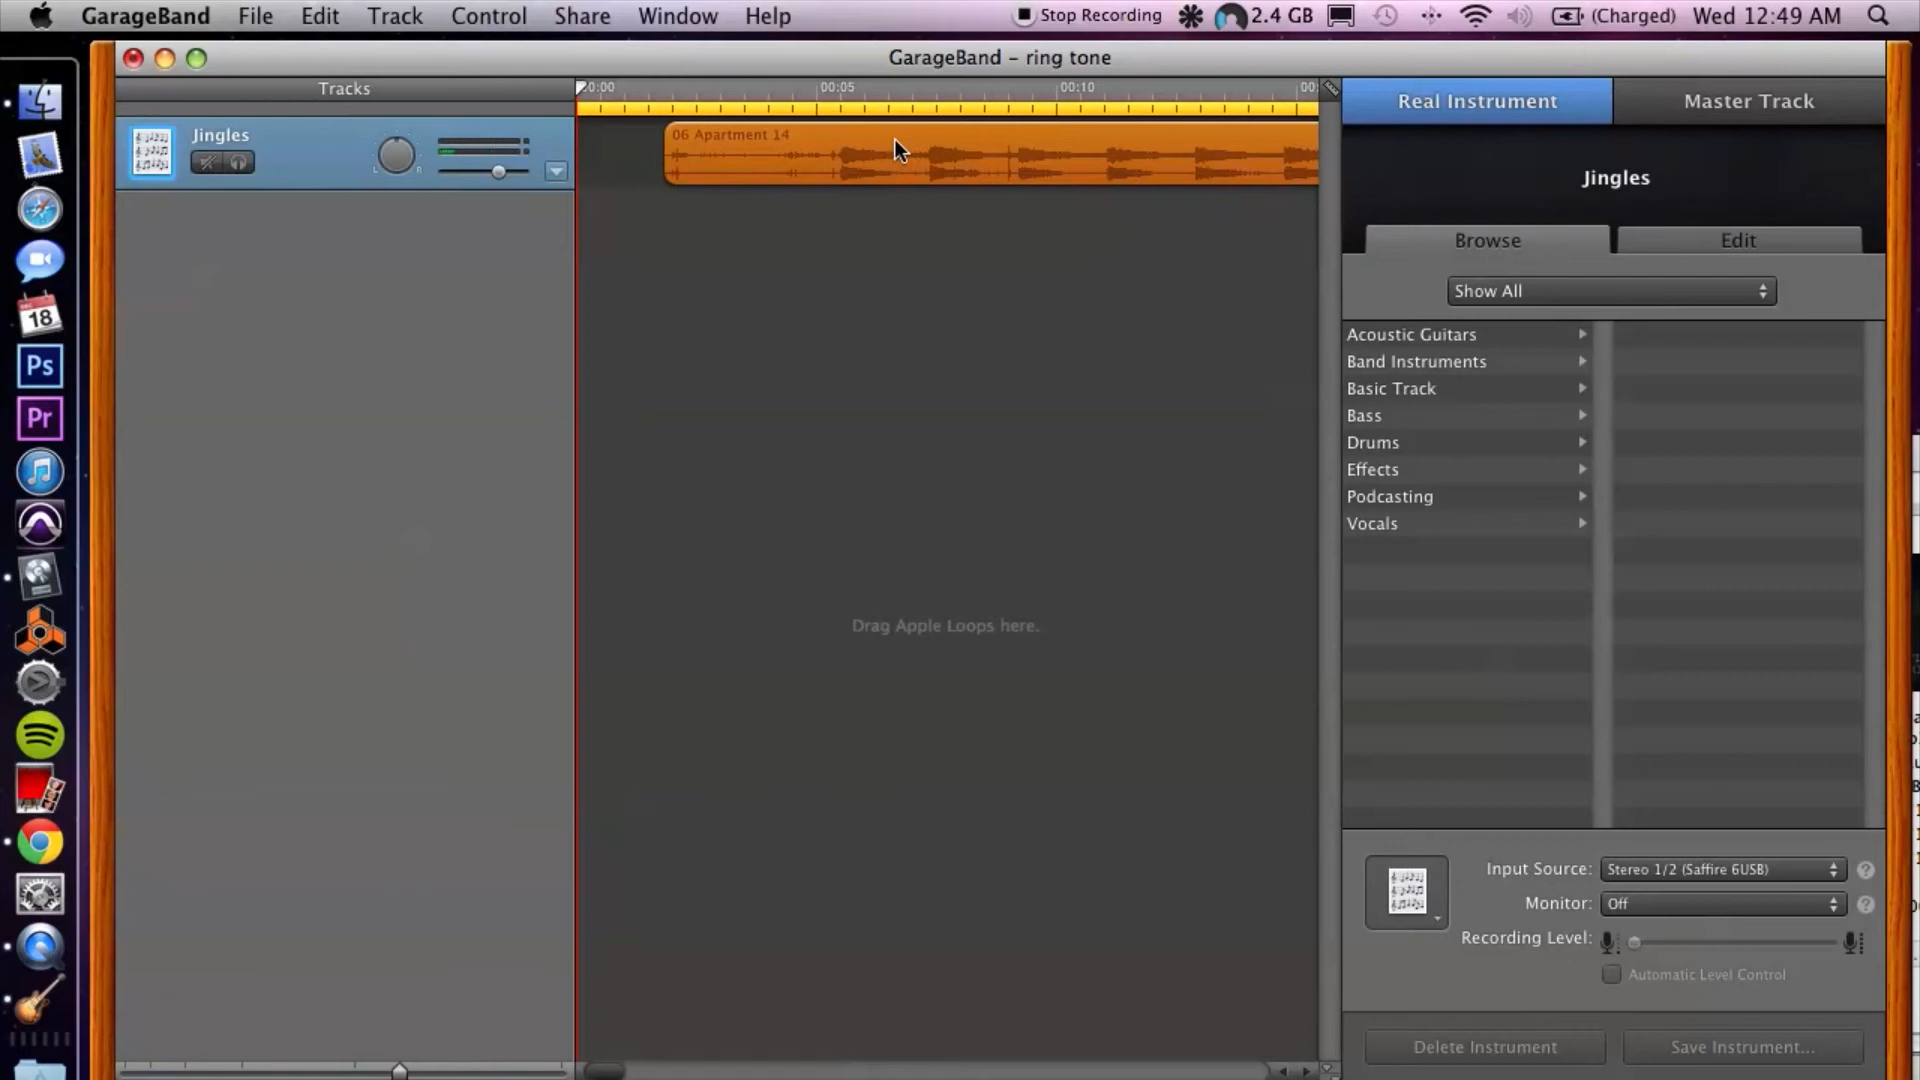 GarageBand File Edit Track Control Share Window Help Stop Recording 2.4 GB (Charged) Wed 12:49 AM
GarageBand – ring tone
Tracks
00:05 00:10
Real Instrument Master Track
Jingles
L R
06 Apartment 14
Jingles
Browse Edit
Show All
Acoustic Guitars
Band Instruments
Basic Track
Bass
Drums
Effects
Podcasting
Vocals
18
Ps
Pr
Drag Apple Loops here.
Input Source: Stereo 1/2 (Saffire 6USB) ?
Monitor: Off ?
Recording Level:
Automatic Level Control
Delete Instrument Save Instrument...